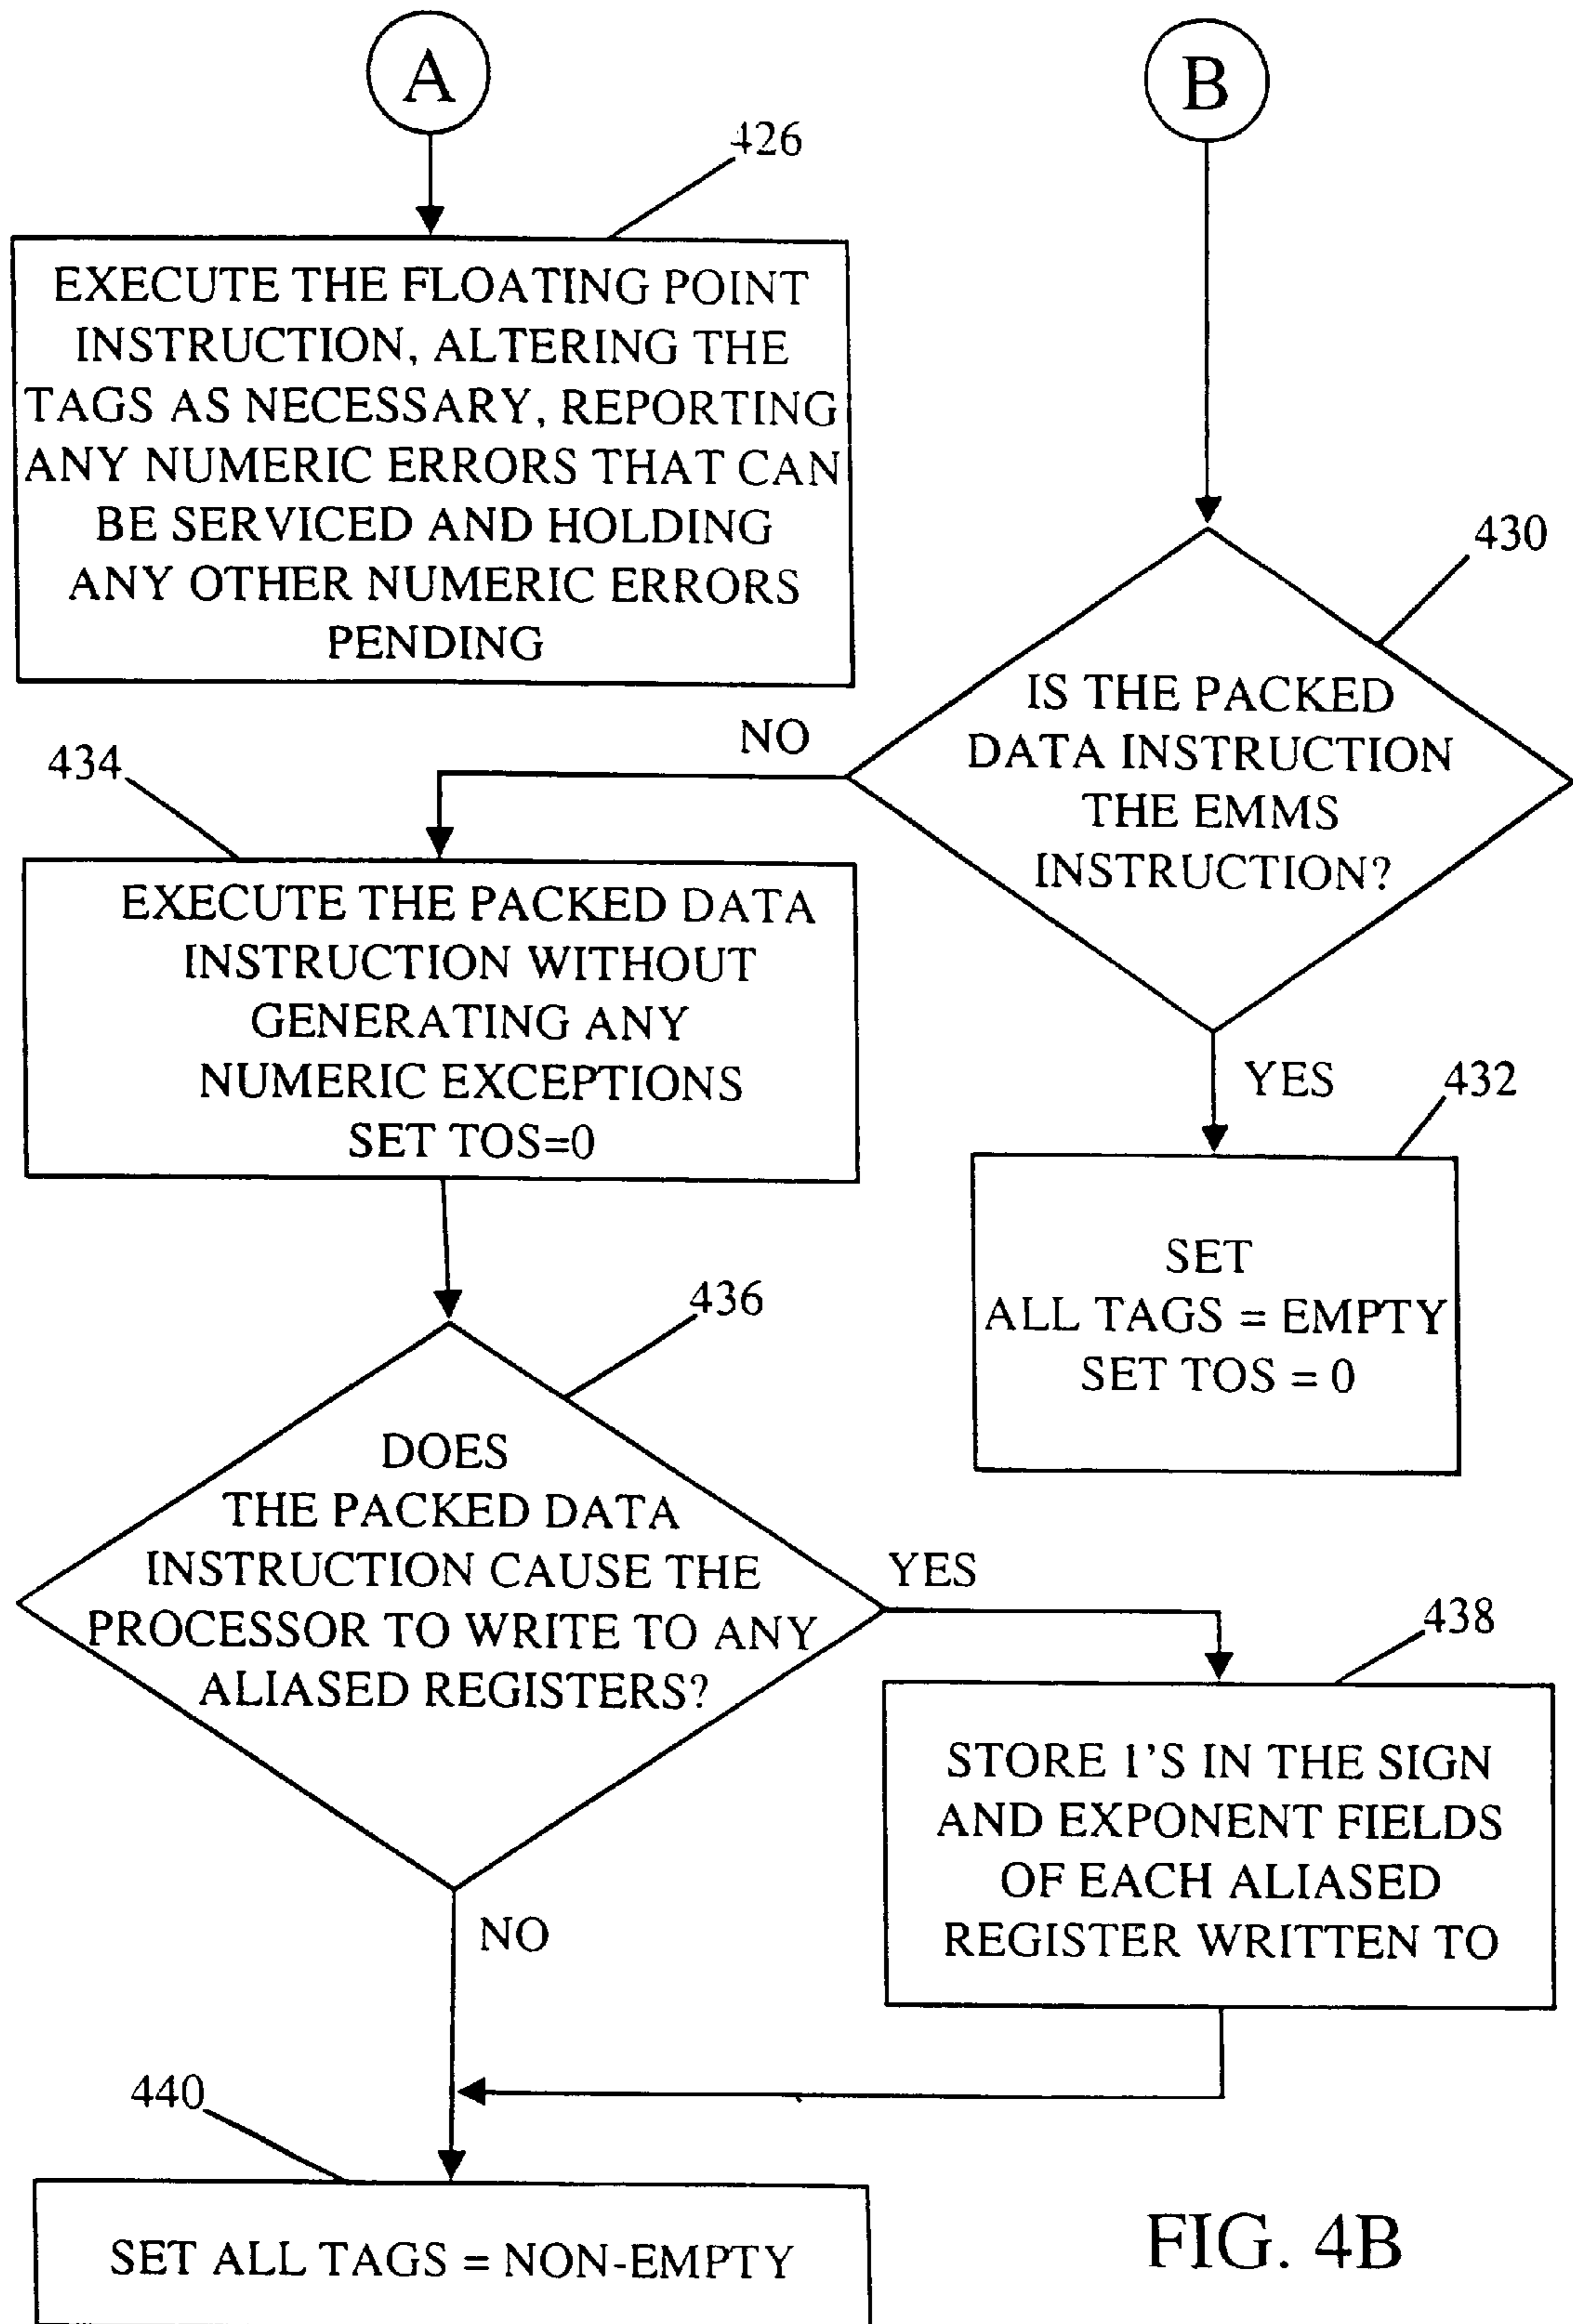 A
B
426
EXECUTE THE FLOATING POINT
INSTRUCTION, ALTERING THE
TAGS AS NECESSARY, REPORTING
ANY NUMERIC ERRORS THAT CAN
BE SERVICED AND HOLDING
ANY OTHER NUMERIC ERRORS
PENDING
430
IS THE PACKED
DATA INSTRUCTION
THE EMMS
INSTRUCTION?
NO
434
EXECUTE THE PACKED DATA
INSTRUCTION WITHOUT
GENERATING ANY
NUMERIC EXCEPTIONS
SET TOS=0
YES
432
SET
ALL TAGS = EMPTY
SET TOS = 0
436
DOES
THE PACKED DATA
INSTRUCTION CAUSE THE
PROCESSOR TO WRITE TO ANY
ALIASED REGISTERS?
YES
438
STORE 1'S IN THE SIGN
AND EXPONENT FIELDS
OF EACH ALIASED
REGISTER WRITTEN TO
NO
440
SET ALL TAGS = NON-EMPTY
FIG. 4B